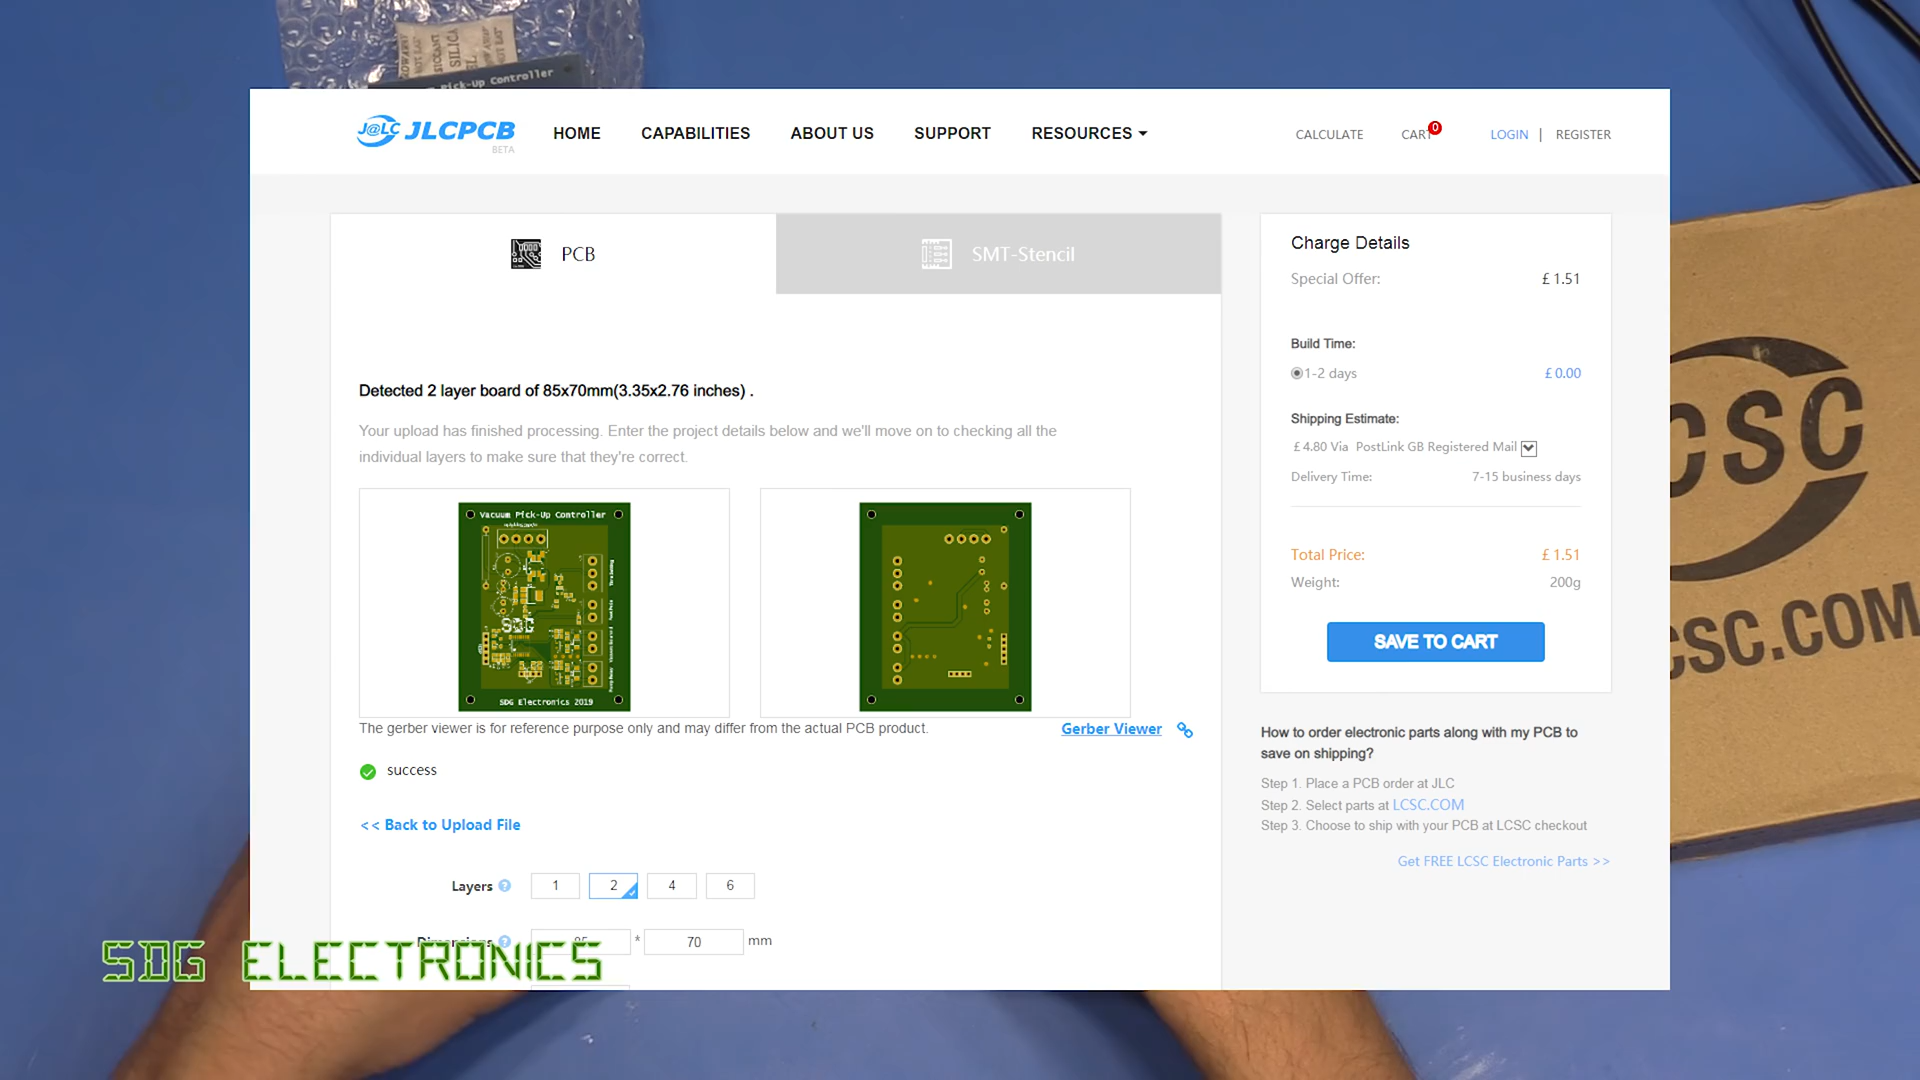 SILICA
Pick-Up Controller
J@LC JLCPCB
BETA
HOME CAPABILITIES ABOUT US SUPPORT RESOURCES
CALCULATE CART 0 LOGIN | REGISTER
PCB
SMT-Stencil
Detected 2 layer board of 85x70mm(3.35x2.76 inches) .
Your upload has finished processing. Enter the project details below and we'll move on to checking all the
individual layers to make sure that they're correct.
Vacuum Pick-Up Controller
SDG
SDG Electronics 2019
The gerber viewer is for reference purpose only and may differ from the actual PCB product.
Gerber Viewer
success
<< Back to Upload File
Layers ? 1 2 4 6
Dimensions ? 85 * 70 mm
Charge Details
Special Offer: £ 1.51
Build Time:
1-2 days £ 0.00
Shipping Estimate:
£ 4.80 Via PostLink GB Registered Mail
Delivery Time: 7-15 business days
Total Price: £ 1.51
Weight: 200g
SAVE TO CART
How to order electronic parts along with my PCB to
save on shipping?
Step 1. Place a PCB order at JLC
Step 2. Select parts at LCSC.COM
Step 3. Choose to ship with your PCB at LCSC checkout
Get FREE LCSC Electronic Parts >>
CSC
CSC.COM
SDG ELECTRONICS